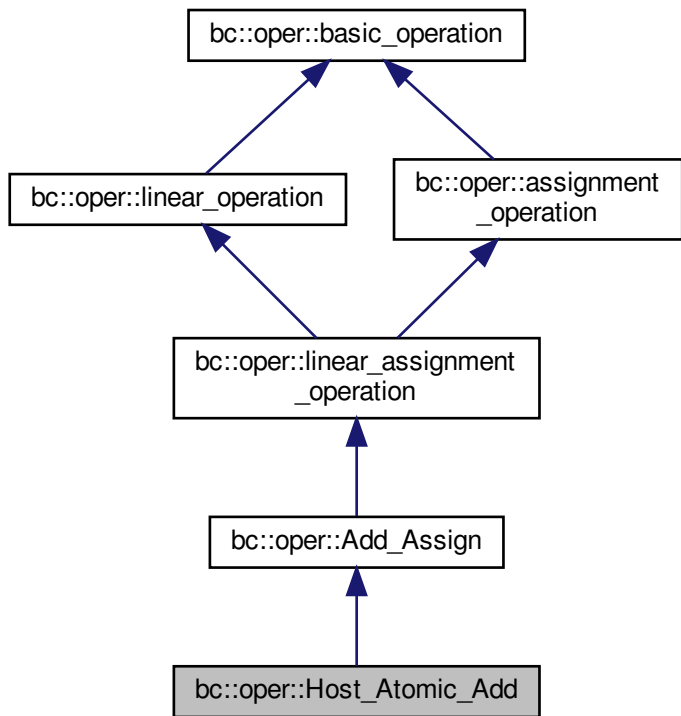 bc::oper::basic_operation
bc::oper::linear_operation
bc::oper::assignment
_operation
bc::oper::linear_assignment
_operation
bc::oper::Add_Assign
bc::oper::Host_Atomic_Add